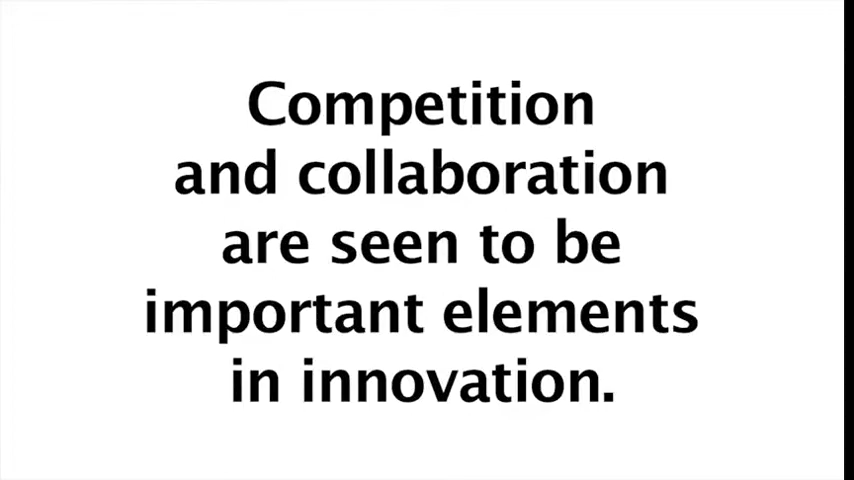 Competition
and collaboration
are seen to be
important elements
in innovation.